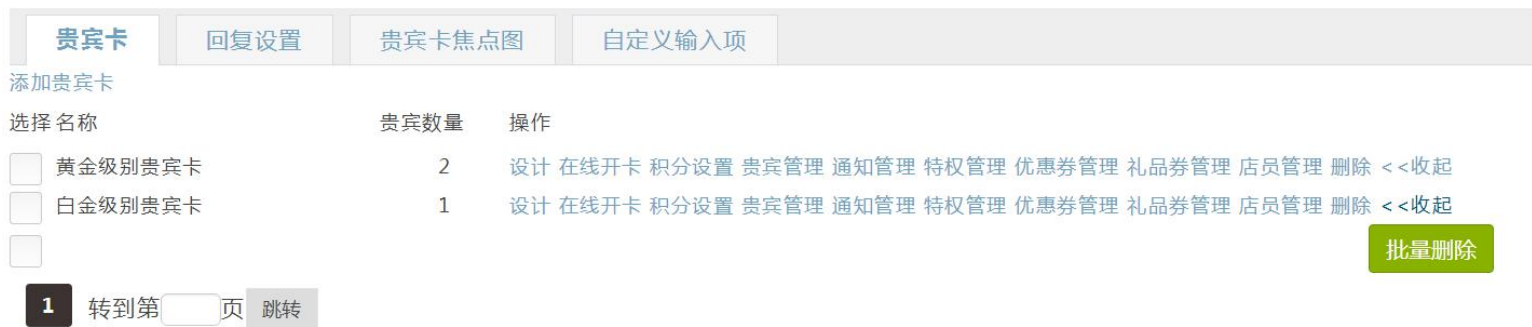 贵宾卡 回复设置 贵宾卡焦点图 自定义输入项
添加贵宾卡
选择 名称 贵宾数量 操作
黄金级别贵宾卡 2 设计 在线开卡 积分设置 贵宾管理 通知管理 特权管理 优惠券管理 礼品券管理 店员管理 删除 <<收起
白金级别贵宾卡 1 设计 在线开卡 积分设置 贵宾管理 通知管理 特权管理 优惠券管理 礼品券管理 店员管理 删除 <<收起
批量删除
1 转到第 页 跳转